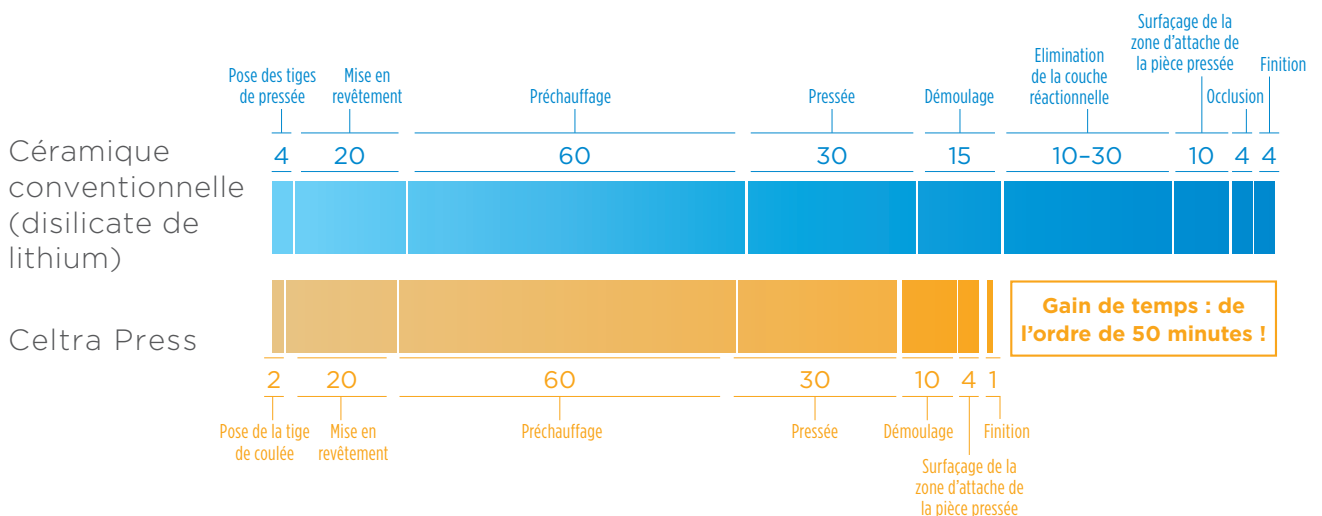 Pose des tiges
de pressée
Mise en
revêtement
Préchauffage
Pressée
Démoulage
Elimination
de la couche
réactionnelle
Surfaçage de la
zone d'attache de
la pièce pressée
Occlusion
Finition
4
20
60
30
15
10–30
10
4
4
Céramique
conventionnelle
(disilicate de
lithium)
Celtra Press
Gain de temps : de
l'ordre de 50 minutes !
2
20
60
30
10
4
1
Pose de la tige
de coulée
Mise en
revêtement
Préchauffage
Pressée
Démoulage
Surfaçage de la
zone d'attache de
la pièce pressée
Finition